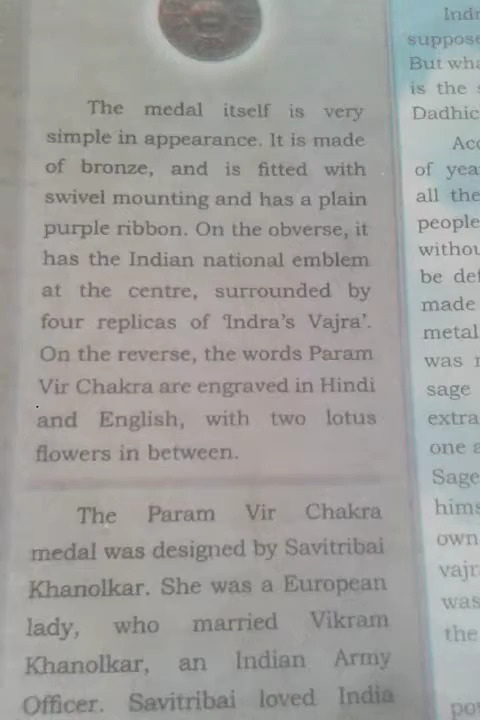 The medal itself is very
simple in appearance. It is made
of bronze, and is fitted with
swivel mounting and has a plain
purple ribbon. On the obverse, it
has the Indian national emblem
at the centre, surrounded by
four replicas of 'Indra's Vajra'.
On the reverse, the words Param
Vir Chakra are engraved in Hindi
and English, with two lotus
flowers in between.
The Param Vir Chakra
medal was designed by Savitribai
Khanolkar. She was a European
lady, who married Vikram
Khanolkar, an Indian Army
Officer. Savitribai loved India
Indr
suppose
But wha
is the s
Dadhic
Acc
of yea
all the
people
withou
be def
made
metal
was
sage
extra
one a
Sage
hims
own
vajr
was
the
pow